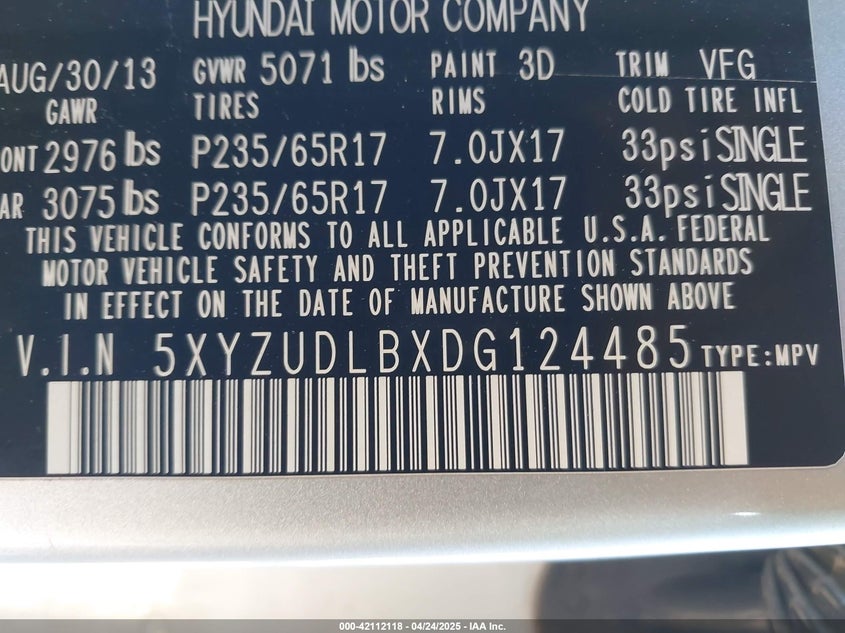 HYUNDAI MOTOR COMPANY
AUG/30/13 GVWR 5071 lbs PAINT 3D TRIM VFG
GAWR TIRES RIMS COLD TIRE INFL
ONT 2976 lbs P235/65R17 7.0JX17 33psi SINGLE
AR 3075 lbs P235/65R17 7.0JX17 33psi SINGLE
THIS VEHICLE CONFORMS TO ALL APPLICABLE U.S.A. FEDERAL
MOTOR VEHICLE SAFETY AND THEFT PREVENTION STANDARDS
IN EFFECT ON THE DATE OF MANUFACTURE SHOWN ABOVE
V.I.N 5XYZUDLBXDG124485 TYPE:MPV
000-42112118 - 04/24/2025 - IAA Inc.